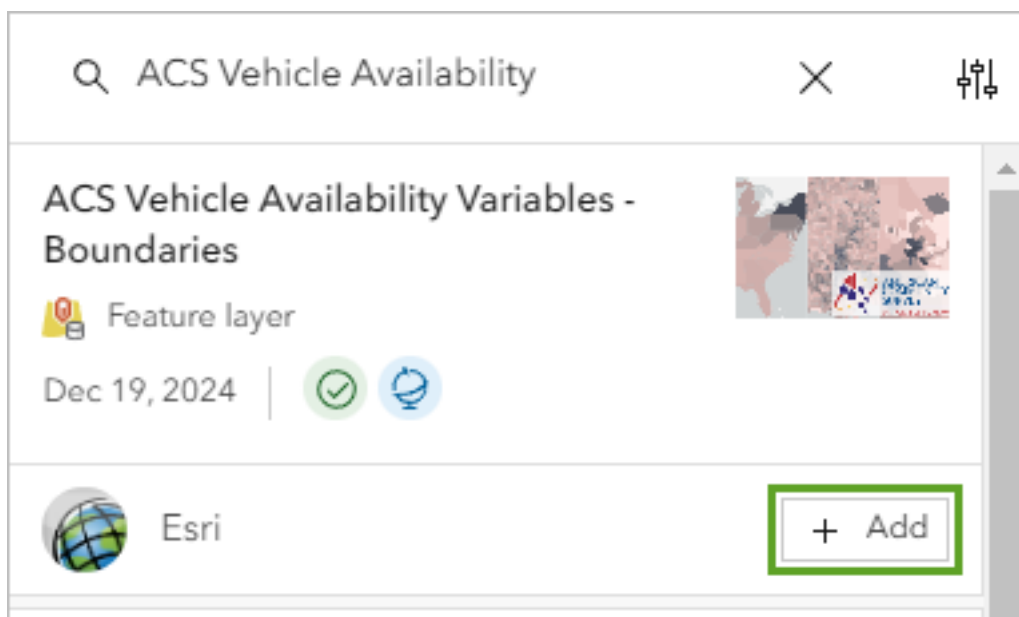 ACS Vehicle Availability
ACS Vehicle Availability Variables -
Boundaries
Feature layer
Dec 19, 2024
Esri
+ Add